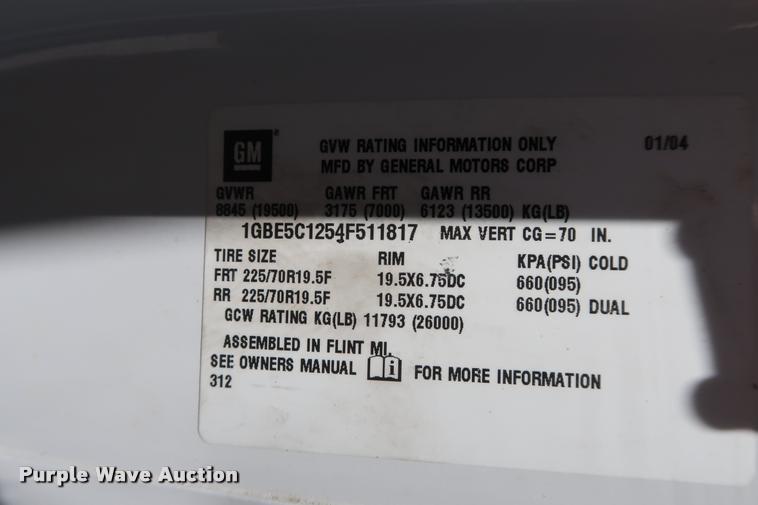 GM ®
GVW RATING INFORMATION ONLY 01/04
MFD BY GENERAL MOTORS CORP
GVWR GAWR FRT GAWR RR
8845 (19500) 3175 (7000) 6123 (13500) KG(LB)
1GBE5C1254F511817 MAX VERT CG=70 IN.
TIRE SIZE RIM KPA(PSI) COLD
FRT 225/70R19.5F 19.5X6.75DC 660(095)
RR 225/70R19.5F 19.5X6.75DC 660(095) DUAL
GCW RATING KG(LB) 11793 (26000)
ASSEMBLED IN FLINT MI.
SEE OWNERS MANUAL i FOR MORE INFORMATION
312
Purple Wave Auction